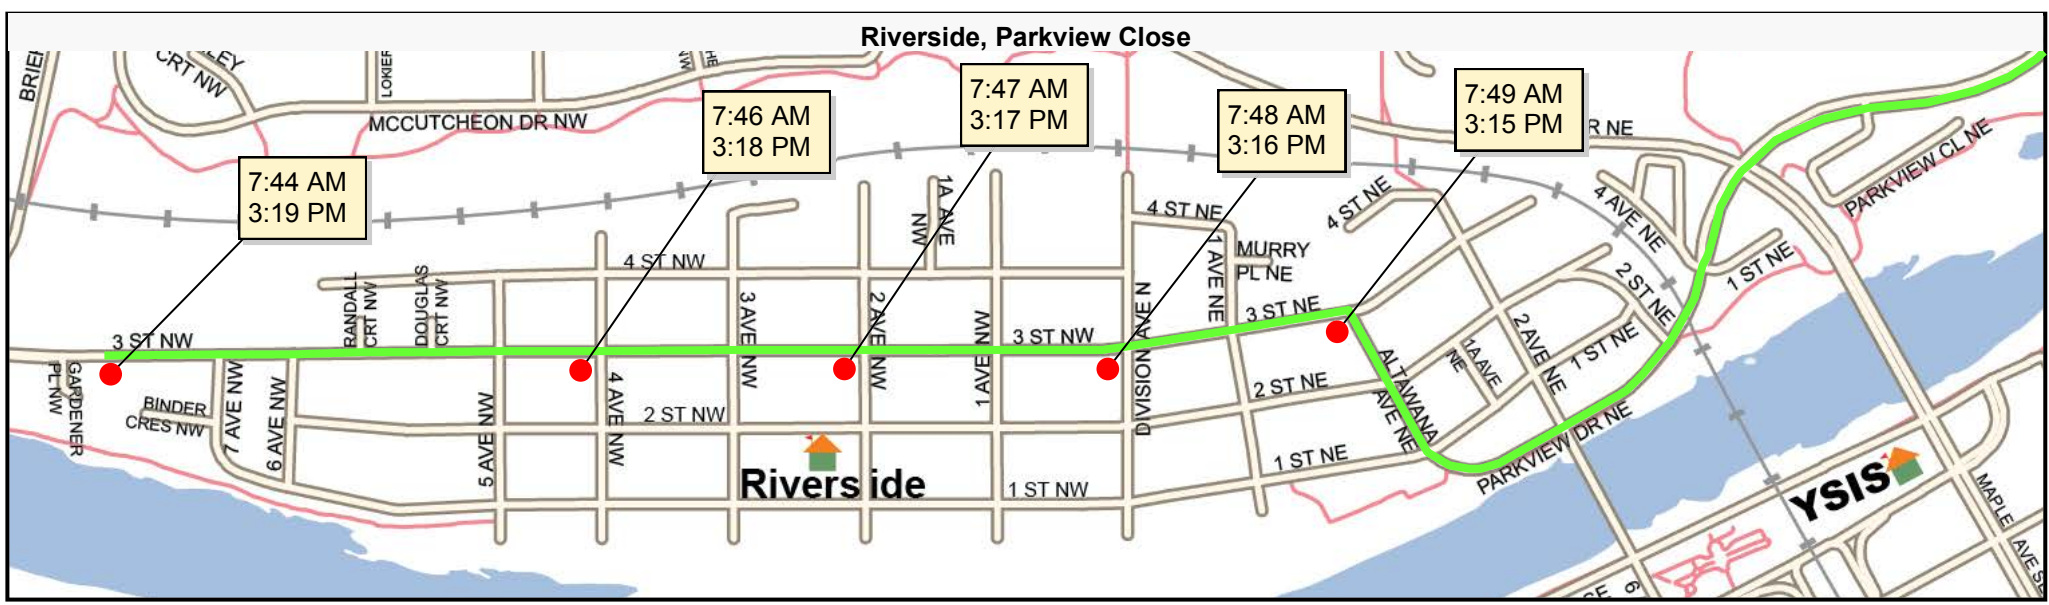 Riverside, Parkview Close
BRIE
LEY
CRT NW
LOKIER
NW
HE
MCCUTCHEON DR NW
7:44 AM
3:19 PM
7:46 AM
3:18 PM
7:47 AM
3:17 PM
7:48 AM
3:16 PM
7:49 AM
3:15 PM
R NE
PARKVIEW CL NE
4 ST NE
4 AVE NE
1A AVE
NW
4 ST NE
1 AVE NE
MURRY
PL NE
4 ST NW
RANDALL
CRT NW
DOUGLAS
CRT NW
3 AVE NW
2 AVE NW
1 AVE NW
DIVISION AVE N
3 ST NW
3 ST NW
3 ST NE
2 ST NE
1 ST NE
1 ST NE
2 AVE NE
1A AVE
NE
ALTAWANA
AVE NE
GARDENER
PL NW
BINDER
CRES NW
7 AVE NW
6 AVE NW
5 AVE NW
4 AVE NW
2 ST NW
2 ST NE
1 ST NE
1 ST NW
PARKVIEW DR NE
Riverside
YSIS
MAPLE
AVE SE
SE
6